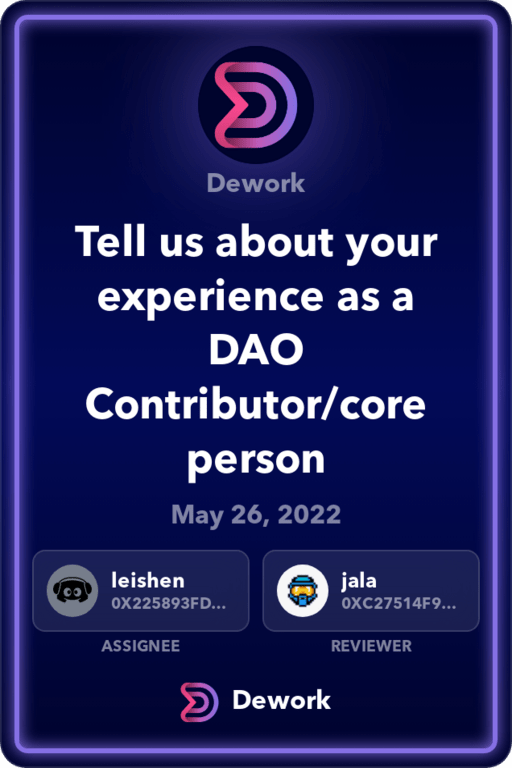 Dework
Tell us about your
experience as a
DAO
Contributor/core
person
May 26, 2022
leishen
0X225893FD...
ASSIGNEE
jala
0XC27514F9...
REVIEWER
Dework